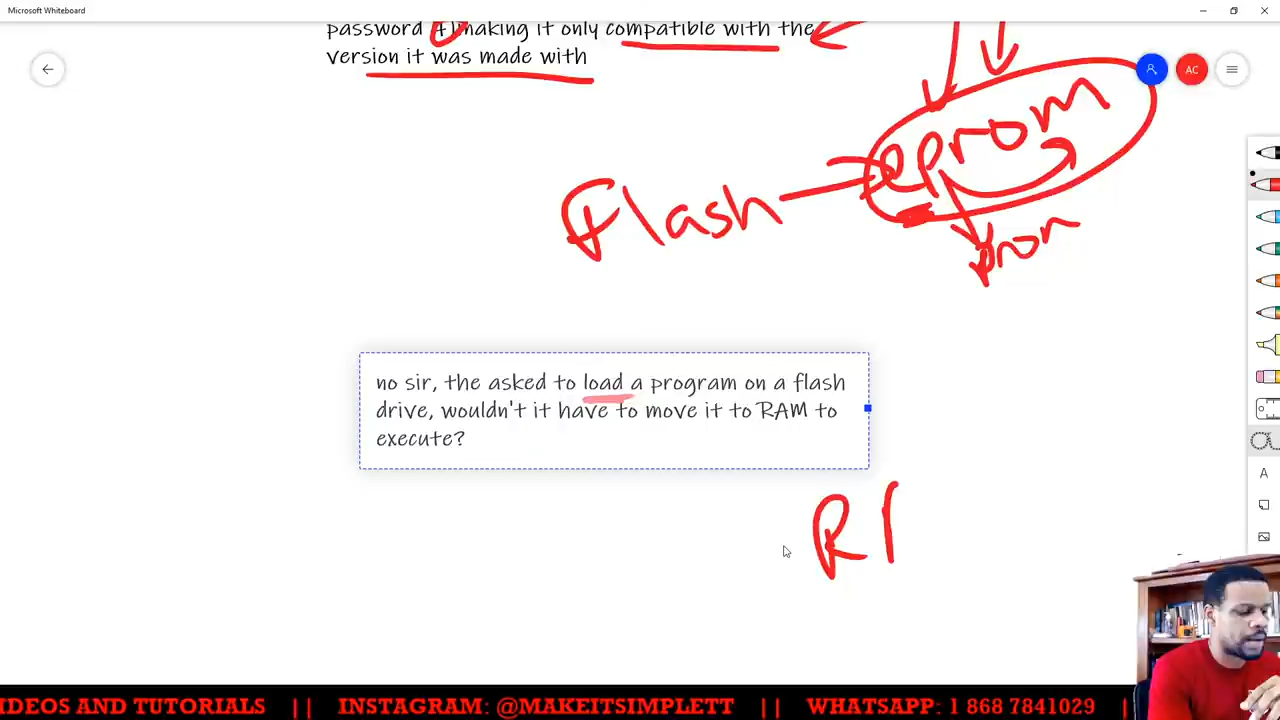 Microsoft Whiteboard
password making it only compatible with the
version it was made with
AC
eprom
Flash
prom
no sir, the asked to load a program on a flash
drive, wouldn't it have to move it to RAM to
execute?
R
A
IDEOS AND TUTORIALS || INSTAGRAM: @MAKEITSIMPLETT || WHATSAPP: 1 868 7841029 ||